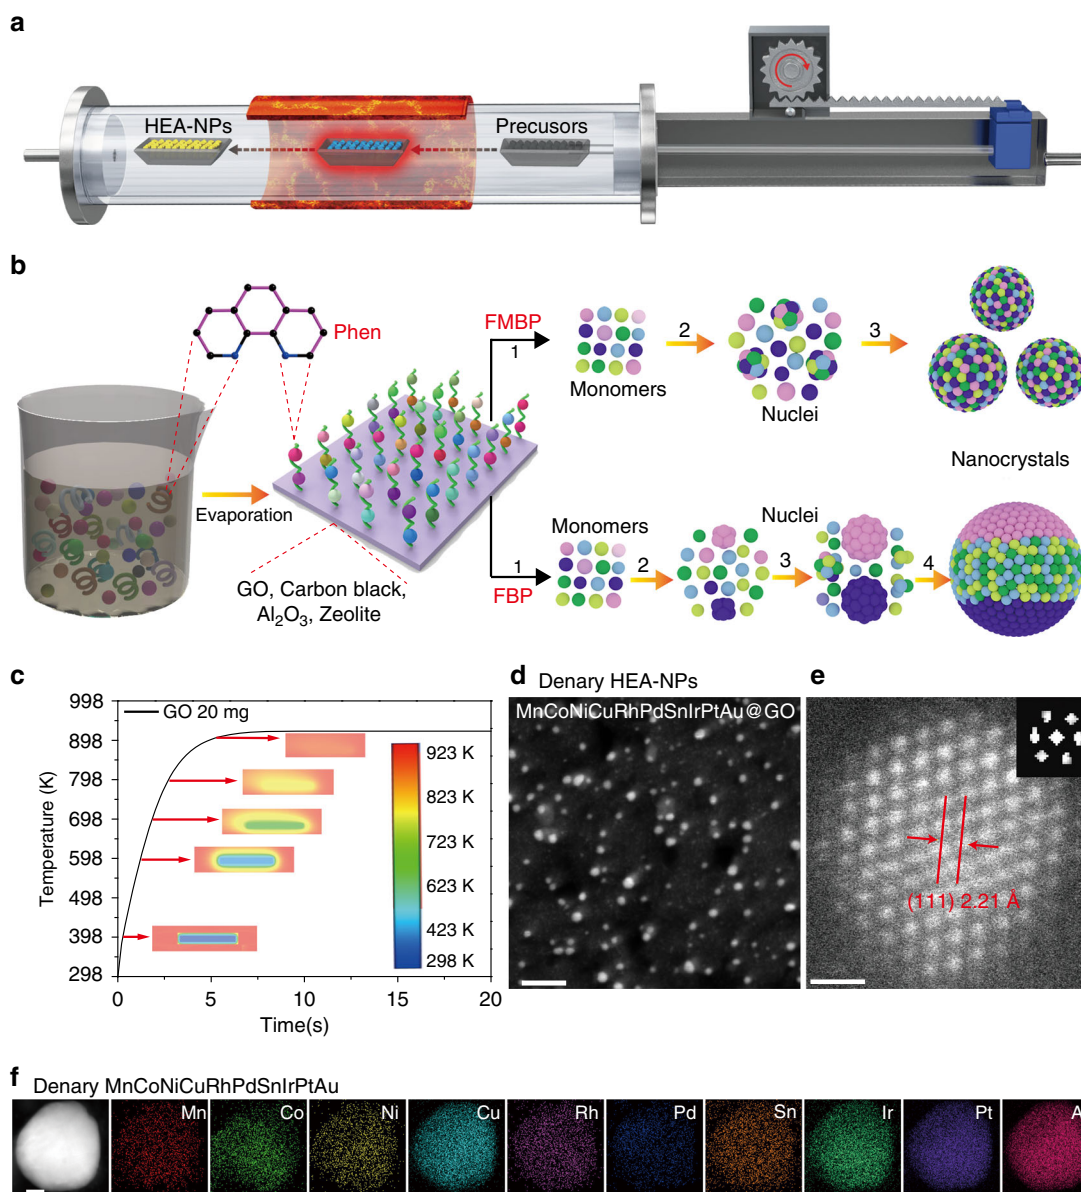 a
HEA-NPs
Precusors
b
Phen
FMBP
1
2
3
Monomers
Nuclei
Nanocrystals
Evaporation
GO, Carbon black,
Al₂O₃, Zeolite
1
FBP
Monomers
2
Nuclei
3
4
c
998
898
798
698
598
498
398
298
Temperature (K)
GO 20 mg
923 K
823 K
723 K
623 K
423 K
298 K
0
5
10
15
20
Time(s)
d
Denary HEA-NPs
MnCoNiCuRhPdSnIrPtAu@GO
e
(111) 2.21 Å
f
Denary MnCoNiCuRhPdSnIrPtAu
Mn
Co
Ni
Cu
Rh
Pd
Sn
Ir
Pt
A